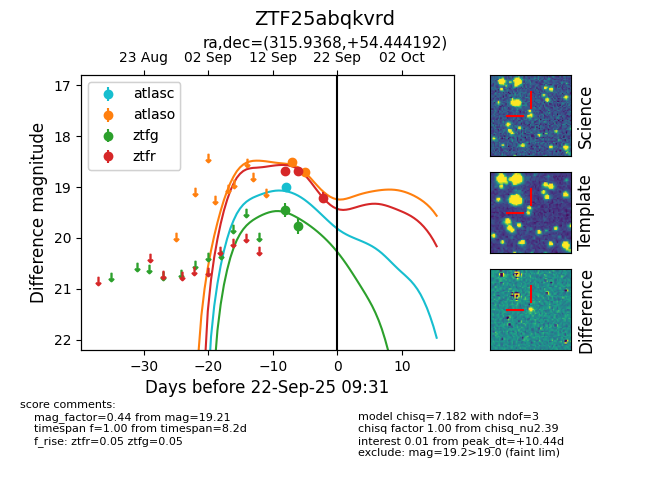 ZTF25abqkvrd
ra,dec=(315.9368,+54.444192)
23 Aug 02 Sep 12 Sep 22 Sep 02 Oct
atlasc
atlaso
ztfg
ztfr
17
18
19
20
21
22
Difference magnitude
−30 −20 −10 0 10
Days before 22-Sep-25 09:31
Science
Template
Difference
score comments:
mag_factor=0.44 from mag=19.21
timespan f=1.00 from timespan=8.2d
f_rise: ztfr=0.05 ztfg=0.05
model chisq=7.182 with ndof=3
chisq factor 1.00 from chisq_nu2.39
interest 0.01 from peak_dt=+10.44d
exclude: mag=19.2>19.0 (faint lim)